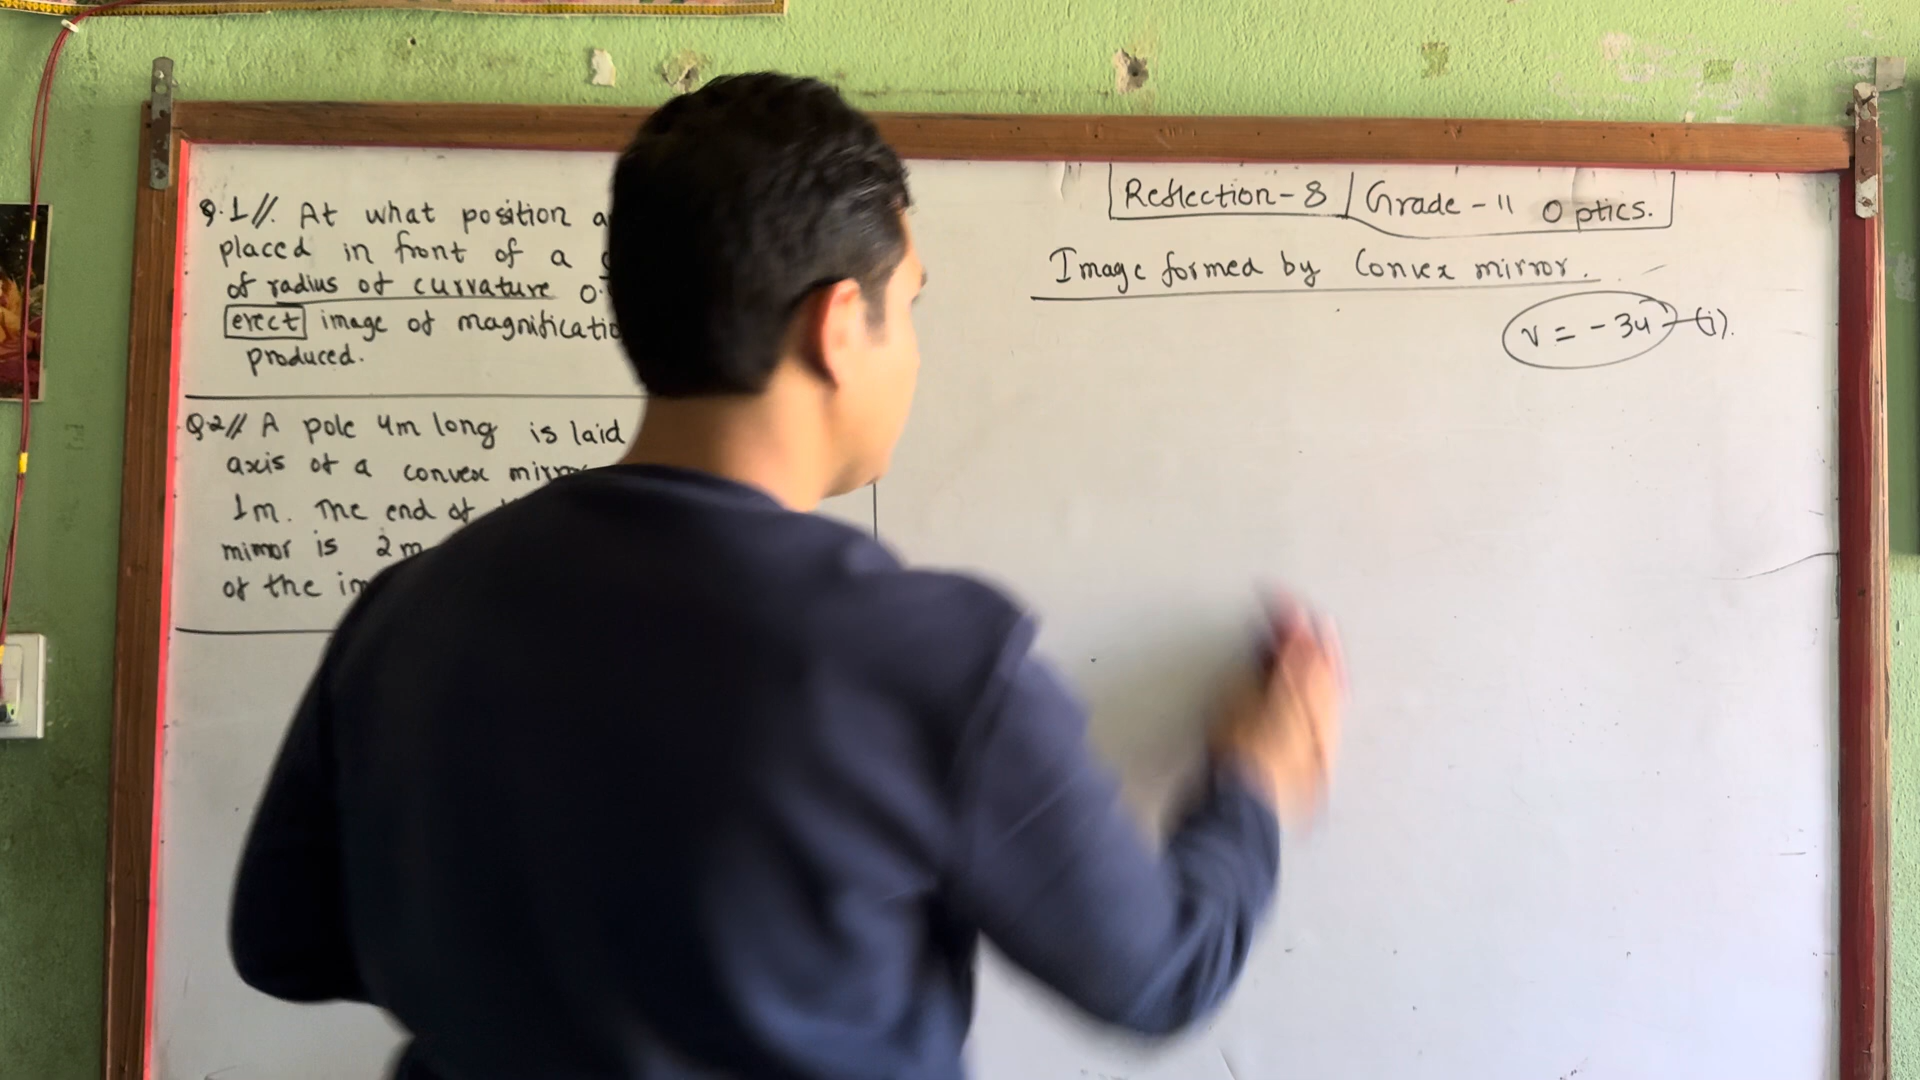 Q.1//. At what position a
placed in front of a
of radius of curvature 0.
erect image of magnificatio
produced.
Q.2// A pole 4m long is laid
axis of a convex mirro
1m. The end of
mirror is 2m
of the im
Reflection-8 / Grade-11 Optics.
Image formed by Convex mirror.
v = -3u —(i).